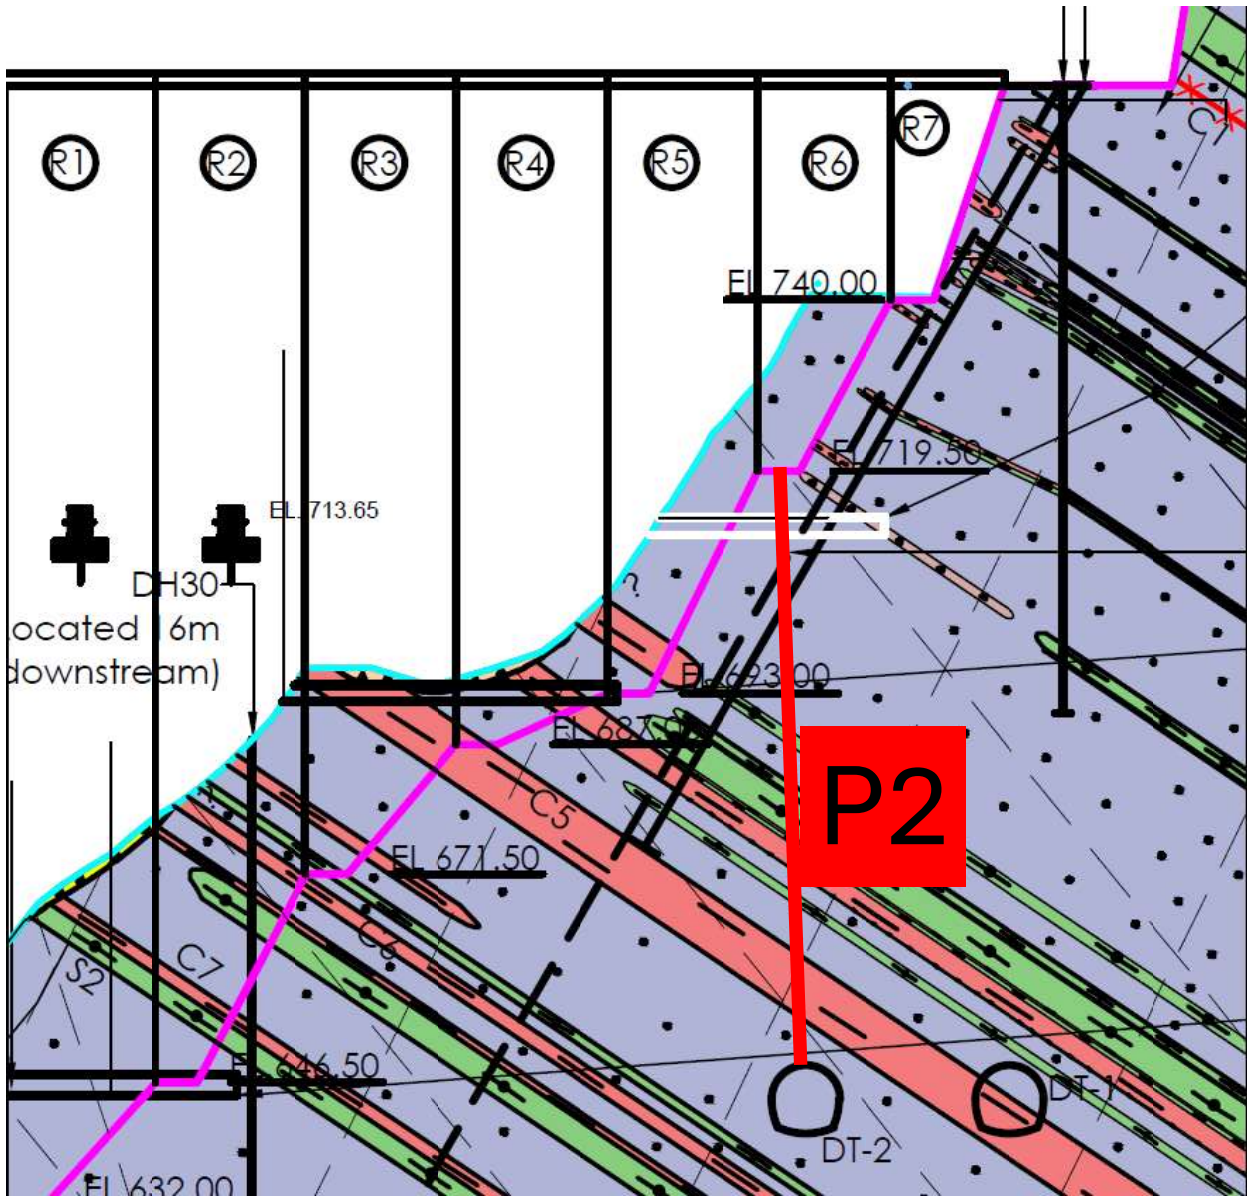 C1
R1
R2
R3
R4
R5
R6
R7
EL 740.00
EL 719.50
EL. 713.65
DH30
ocated 16m
downstream)
?
EL 693.00
EL 687.
P2
C5
EL 671.50
?
C6
C7
S2
EL 646.50
DT-1
DT-2
EL 632.00